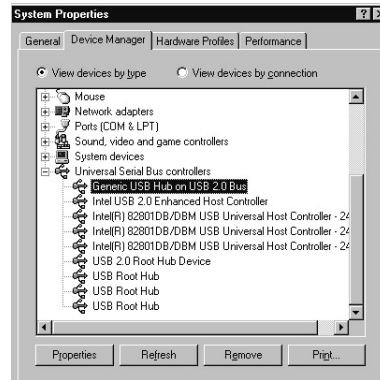 System Properties
General Device Manager Hardware Profiles Performance
View devices by type View devices by connection
Mouse
Network adapters
Ports (COM & LPT)
Sound, video and game controllers
System devices
Universal Serial Bus controllers
Generic USB Hub on USB 2.0 Bus
Intel USB 2.0 Enhanced Host Controller
Intel(R) 82801DB/DBM USB Universal Host Controller - 24
Intel(R) 82801DB/DBM USB Universal Host Controller - 24
Intel(R) 82801DB/DBM USB Universal Host Controller - 24
USB 2.0 Root Hub Device
USB Root Hub
USB Root Hub
USB Root Hub
Properties Refresh Remove Print...